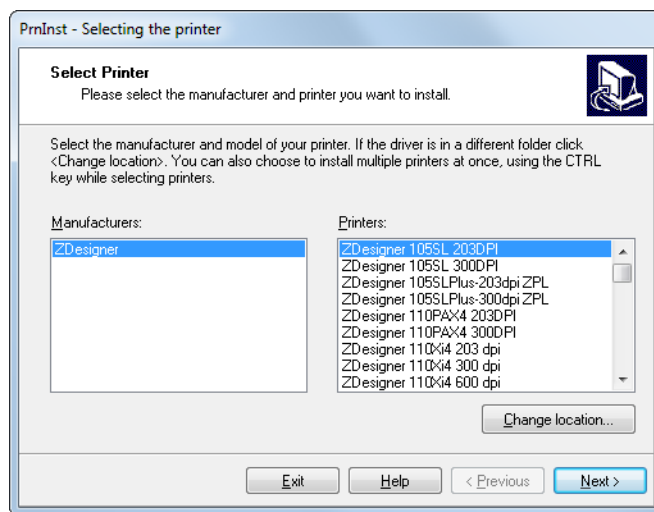 PrnInst - Selecting the printer
Select Printer
Please select the manufacturer and printer you want to install.
Select the manufacturer and model of your printer. If the driver is in a different folder click
<Change location>. You can also choose to install multiple printers at once, using the CTRL
key while selecting printers.
Manufacturers:
ZDesigner
Printers:
ZDesigner 105SL 203DPI
ZDesigner 105SL 300DPI
ZDesigner 105SLPlus-203dpi ZPL
ZDesigner 105SLPlus-300dpi ZPL
ZDesigner 110PAX4 203DPI
ZDesigner 110PAX4 300DPI
ZDesigner 110Xi4 203 dpi
ZDesigner 110Xi4 300 dpi
ZDesigner 110Xi4 600 dpi
Change location...
Exit
Help
< Previous
Next >